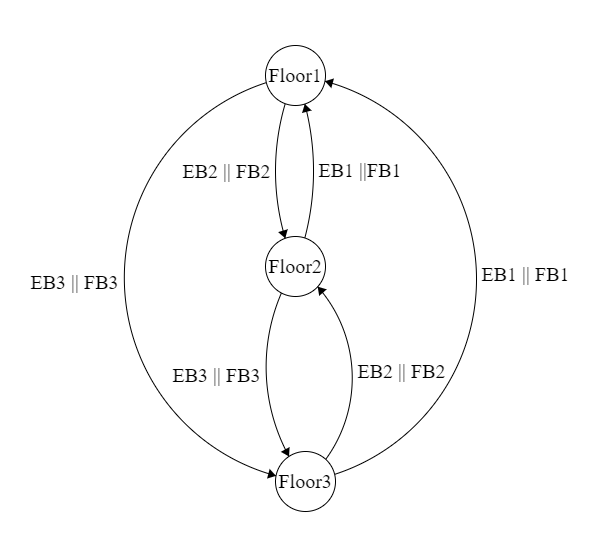 Floor1
EB2 || FB2
EB1 ||FB1
Floor2
EB3 || FB3
EB1 || FB1
EB3 || FB3
EB2 || FB2
Floor3